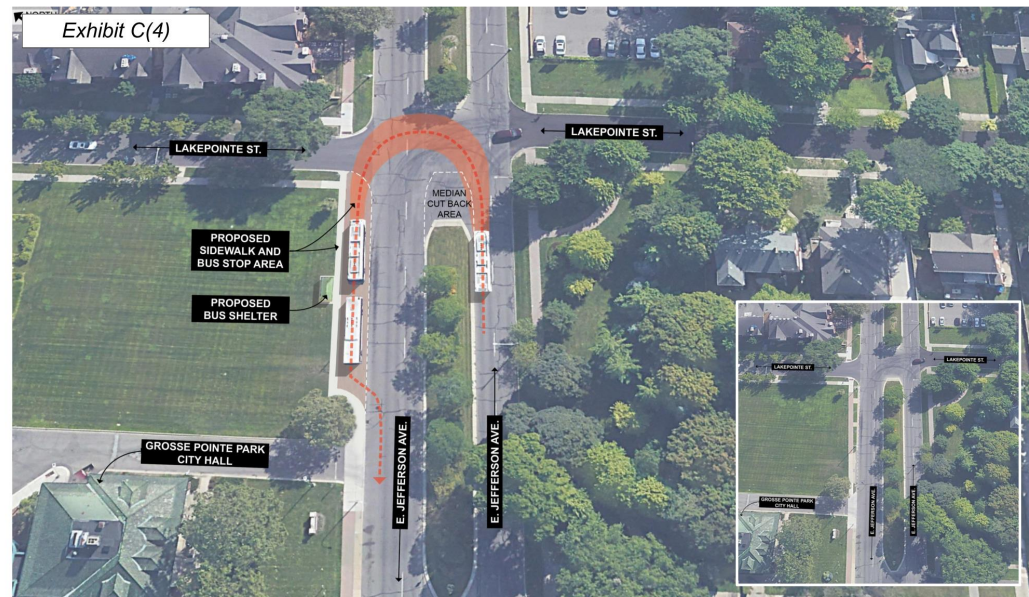 NORTH
Exhibit C(4)
LAKEPOINTE ST.
LAKEPOINTE ST.
MEDIAN
CUT BACK
AREA
PROPOSED
SIDEWALK AND
BUS STOP AREA
PROPOSED
BUS SHELTER
GROSSE POINTE PARK
CITY HALL
E. JEFFERSON AVE.
E. JEFFERSON AVE.
LAKEPOINTE ST.
LAKEPOINTE ST.
GROSSE POINTE PARK
CITY HALL
E. JEFFERSON AVE.
E. JEFFERSON AVE.